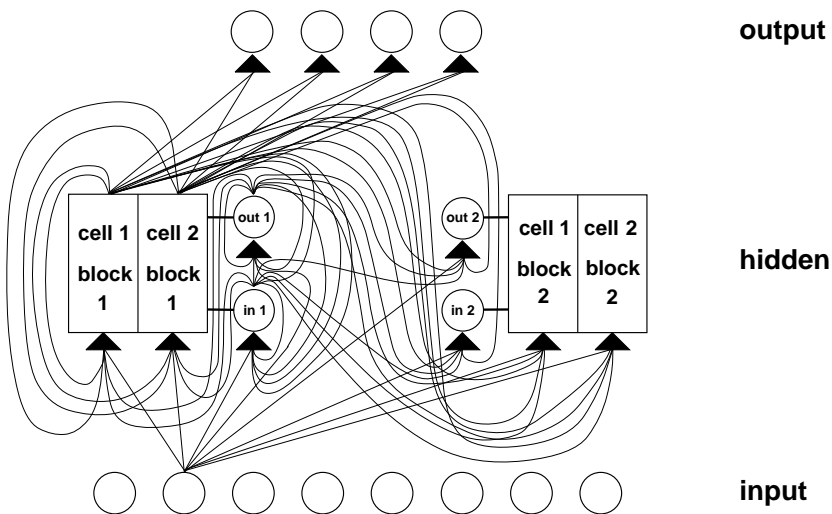 output
out 1
out 2
cell 1
block
1
cell 2
block
1
cell 1
block
2
cell 2
block
2
hidden
in 1
in 2
input